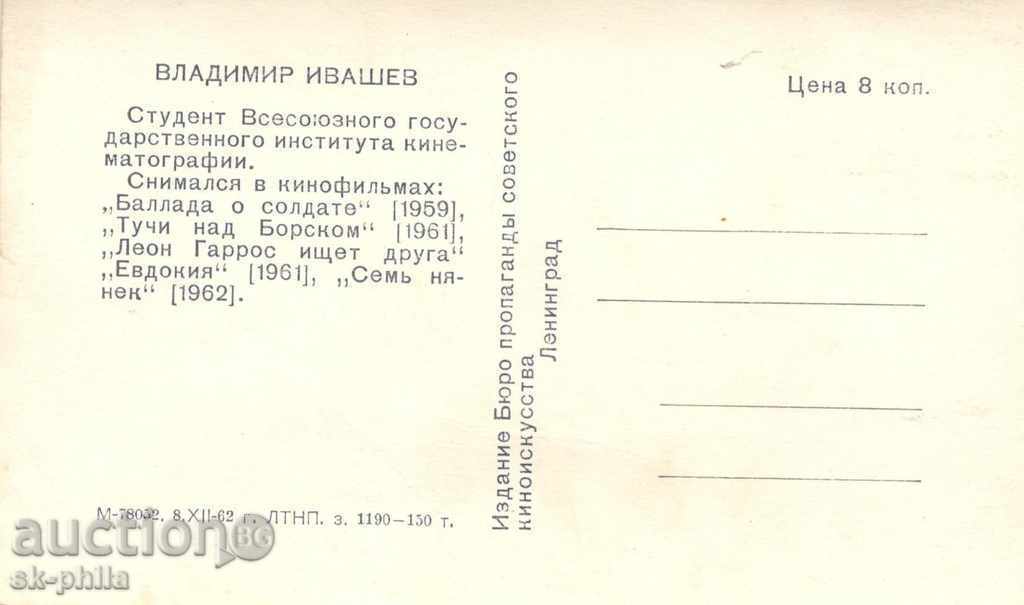 ВЛАДИМИР ИВАШЕВ
Студент Всесоюзного госу-
дарственного института кине-
матографии.
Снимался в кинофильмах:
„Баллада о солдате“ [1959],
„Тучи над Борском“ [1961],
„Леон Гаррос ищет друга“
„Евдокия“ [1961], „Семь ня-
нек“ [1962].
М-78052. 8.XII-62 г. ЛТНП. з. 1190—150 т.
Издание Бюро пропаганды советского
киноискусства
Ленинград
Цена 8 коп.
auction BG
sk-phila